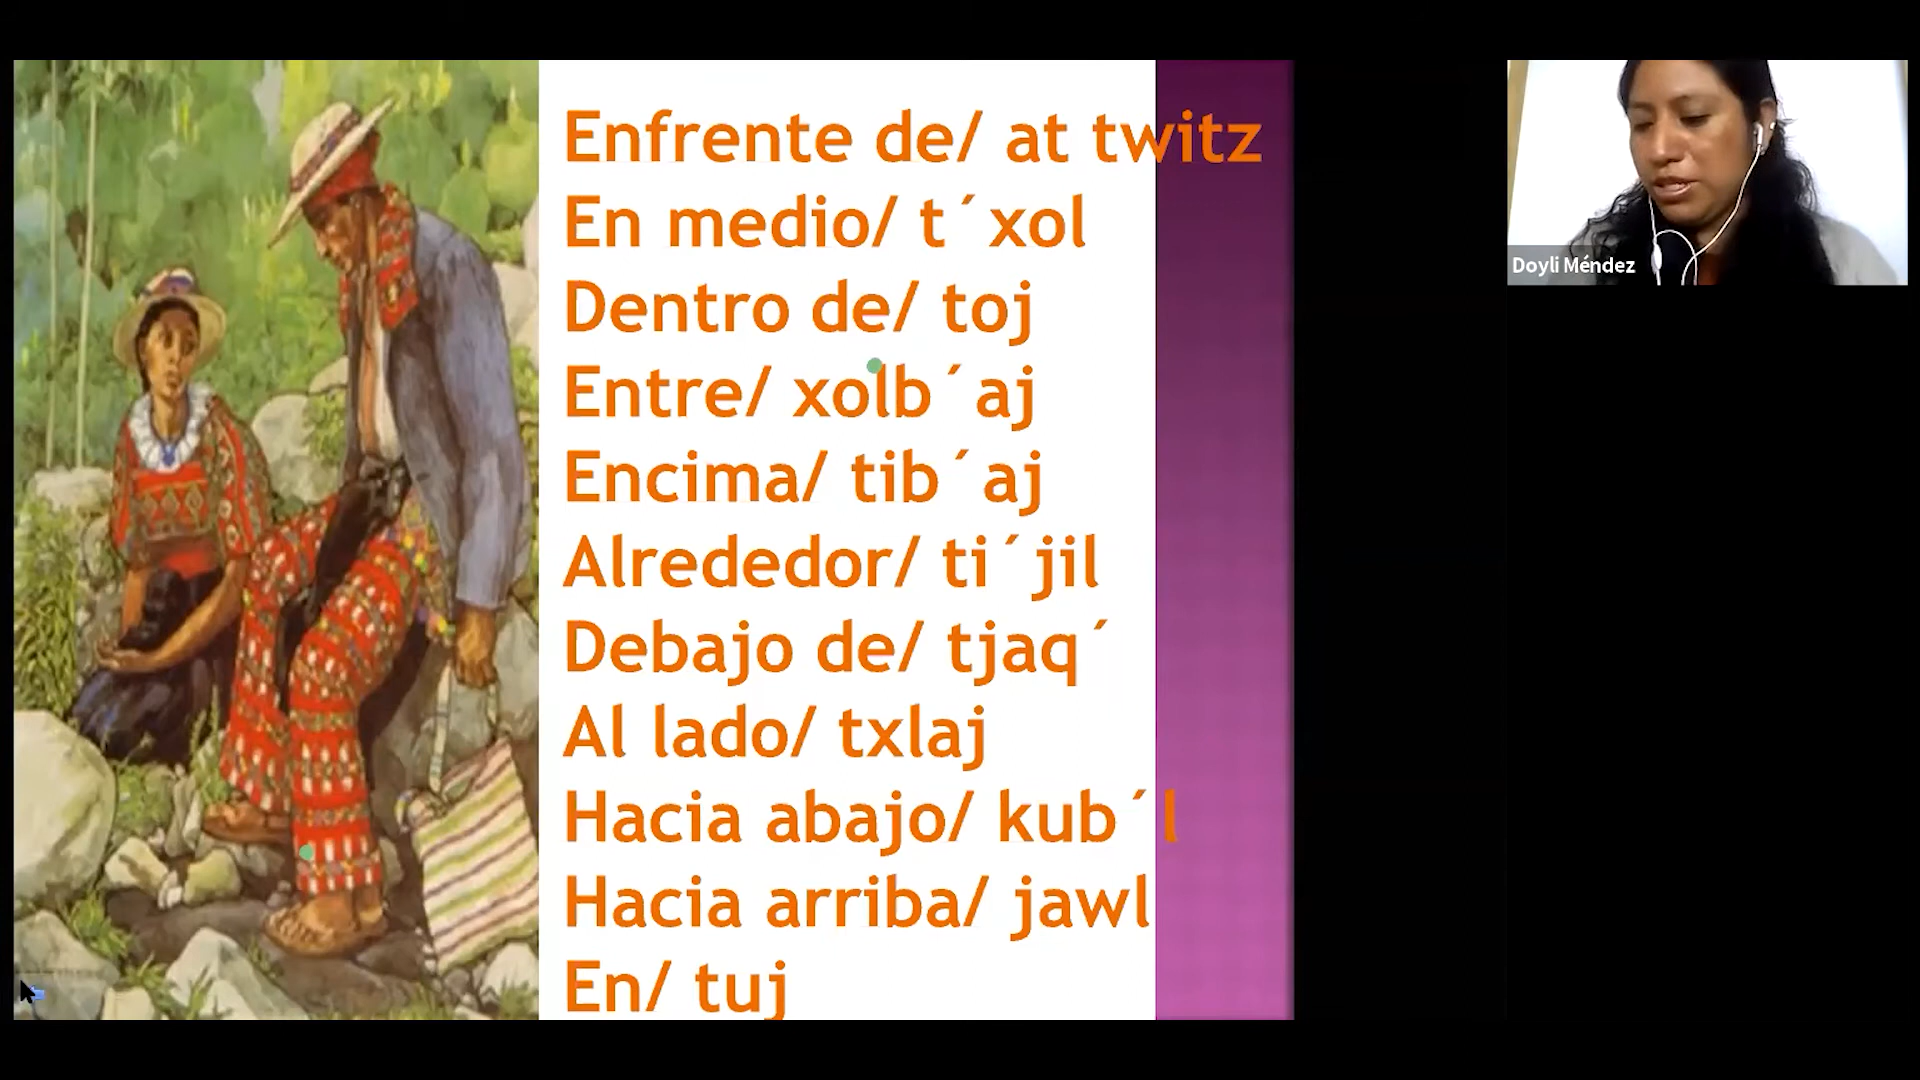 Enfrente de/ at twitz
En medio/ t´xol
Dentro de/ toj
Entre/ xolb´aj
Encima/ tib´aj
Alrededor/ ti´jil
Debajo de/ tjaq´
Al lado/ txlaj
Hacia abajo/ kub´l
Hacia arriba/ jawl
En/ tuj
Doyli Méndez